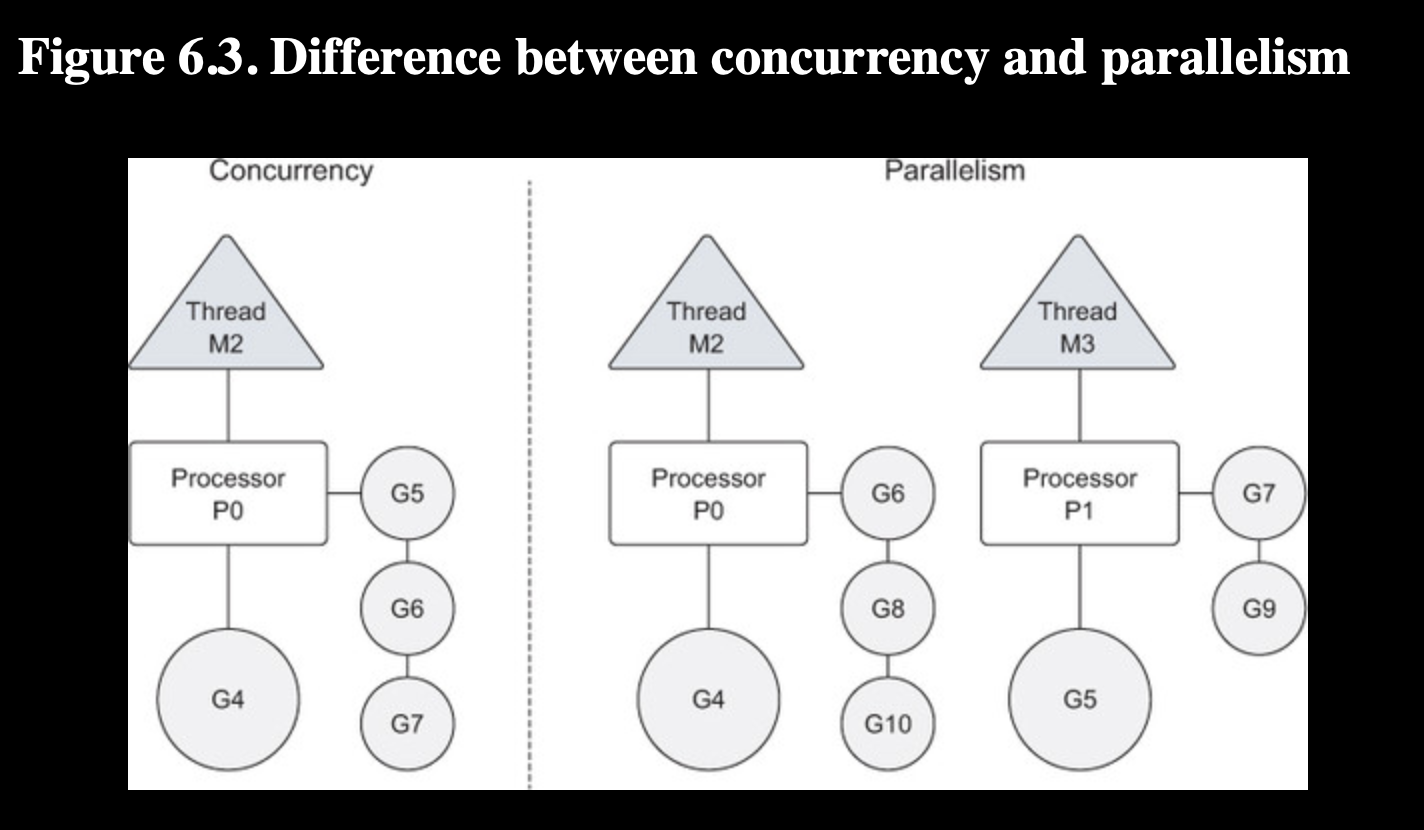 Figure 6.3. Difference between concurrency and parallelism
Concurrency
Thread
M2
Processor
P0
G5
G6
G7
G4
Parallelism
Thread
M2
Processor
P0
G6
G8
G10
G4
Thread
M3
Processor
P1
G7
G9
G5